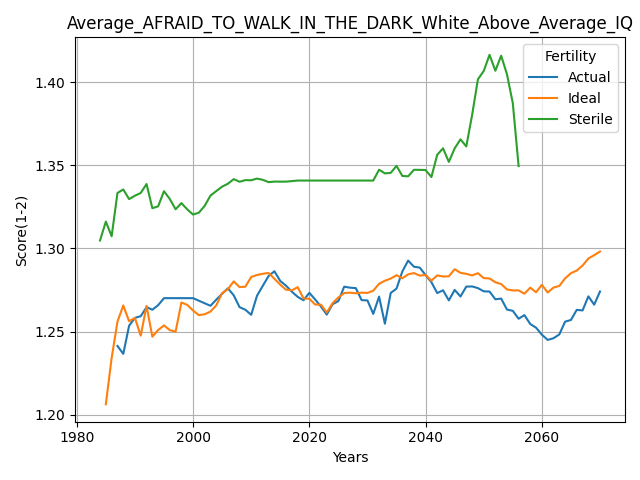 Average_AFRAID_TO_WALK_IN_THE_DARK_White_Above_Average_IQ
Fertility
Actual
Ideal
Sterile
1.40
1.35
1.30
1.25
1.20
Score(1-2)
1980
2000
2020
2040
2060
Years